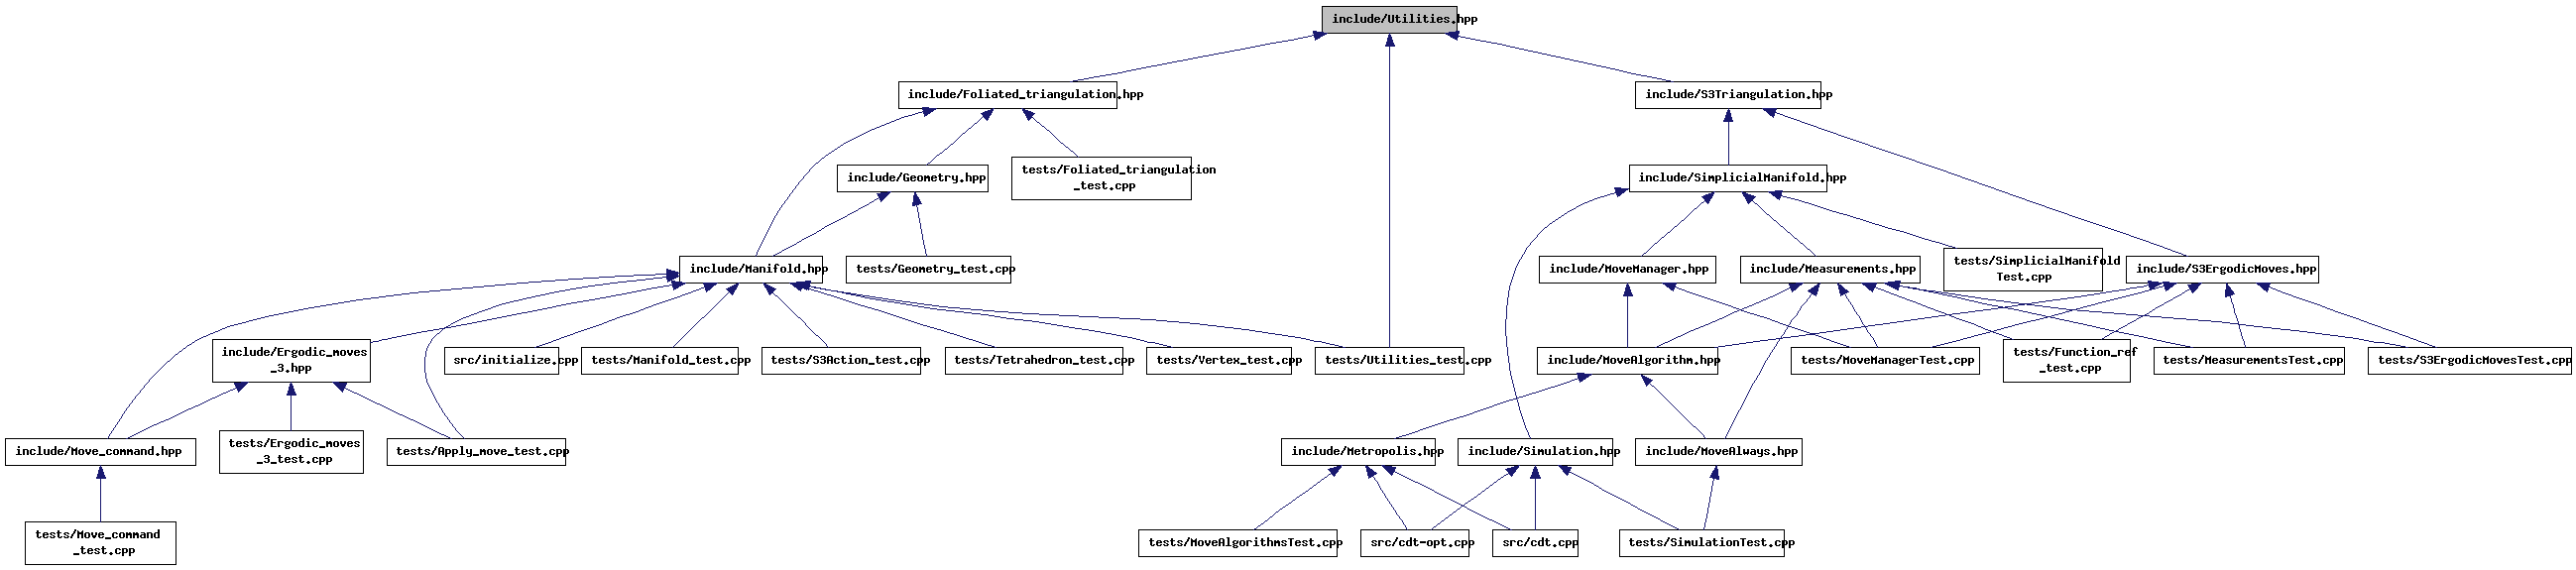 include/Utilities.hpp
include/Foliated_triangulation.hpp
include/S3Triangulation.hpp
include/Geometry.hpp
tests/Foliated_triangulation
_test.cpp
include/SimplicialManifold.hpp
include/Manifold.hpp
tests/Geometry_test.cpp
include/MoveManager.hpp
include/Measurements.hpp
tests/SimplicialManifold
Test.cpp
include/S3ErgodicMoves.hpp
include/Ergodic_moves
_3.hpp
src/initialize.cpp
tests/Manifold_test.cpp
tests/S3Action_test.cpp
tests/Tetrahedron_test.cpp
tests/Vertex_test.cpp
tests/Utilities_test.cpp
include/MoveAlgorithm.hpp
tests/MoveManagerTest.cpp
tests/Function_ref
_test.cpp
tests/MeasurementsTest.cpp
tests/S3ErgodicMovesTest.cpp
include/Move_command.hpp
tests/Ergodic_moves
_3_test.cpp
tests/Apply_move_test.cpp
include/Metropolis.hpp
include/Simulation.hpp
include/MoveAlways.hpp
tests/Move_command
_test.cpp
tests/MoveAlgorithmsTest.cpp
src/cdt-opt.cpp
src/cdt.cpp
tests/SimulationTest.cpp